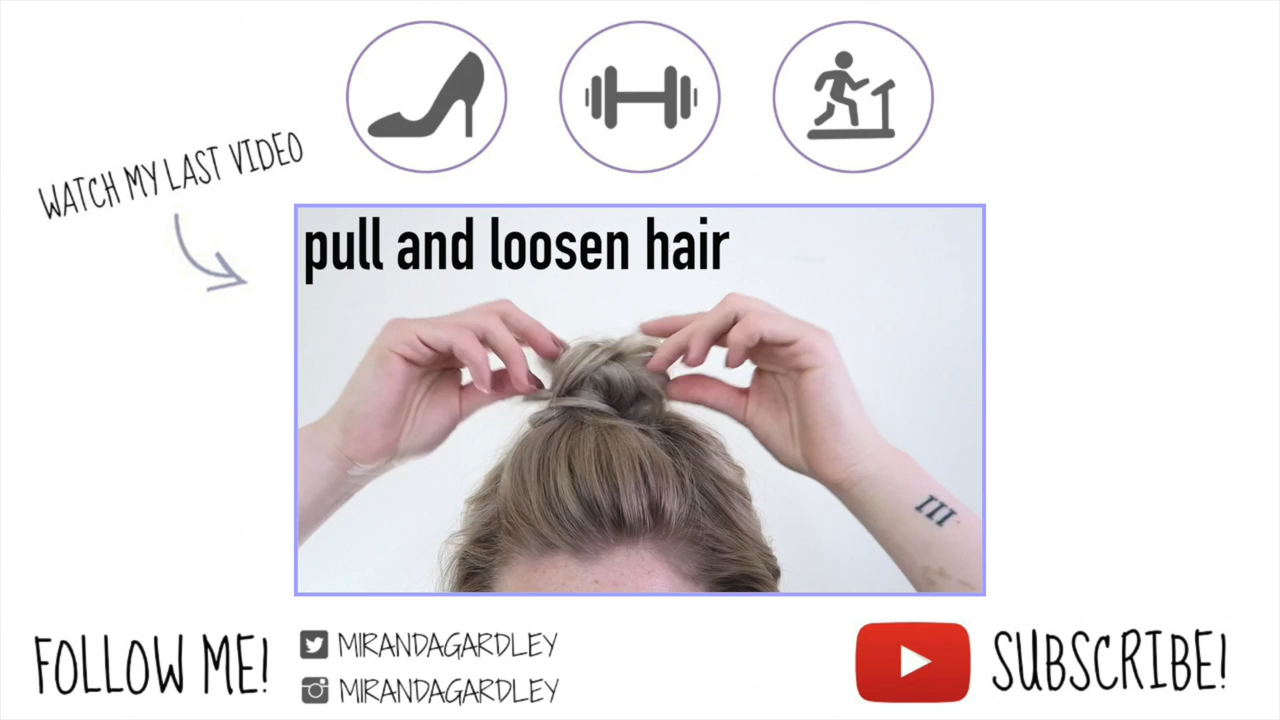 WATCH MY LAST VIDEO
pull and loosen hair
III
FOLLOW ME!
MIRANDAGARDLEY
MIRANDAGARDLEY
SUBSCRIBE!